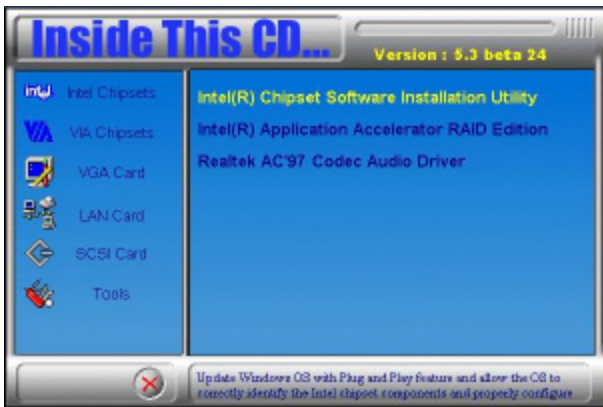 Inside This CD...
Version : 5.3 beta 24
intel Intel Chipsets
VIA VIA Chipsets
VGA Card
LAN Card
SCSI Card
Tools
Intel(R) Chipset Software Installation Utility
Intel(R) Application Accelerator RAID Edition
Realtek AC'97 Codec Audio Driver
Update Windows OS with Plug and Play feature and allow the OS to
correctly identify the Intel chipset components and properly configure